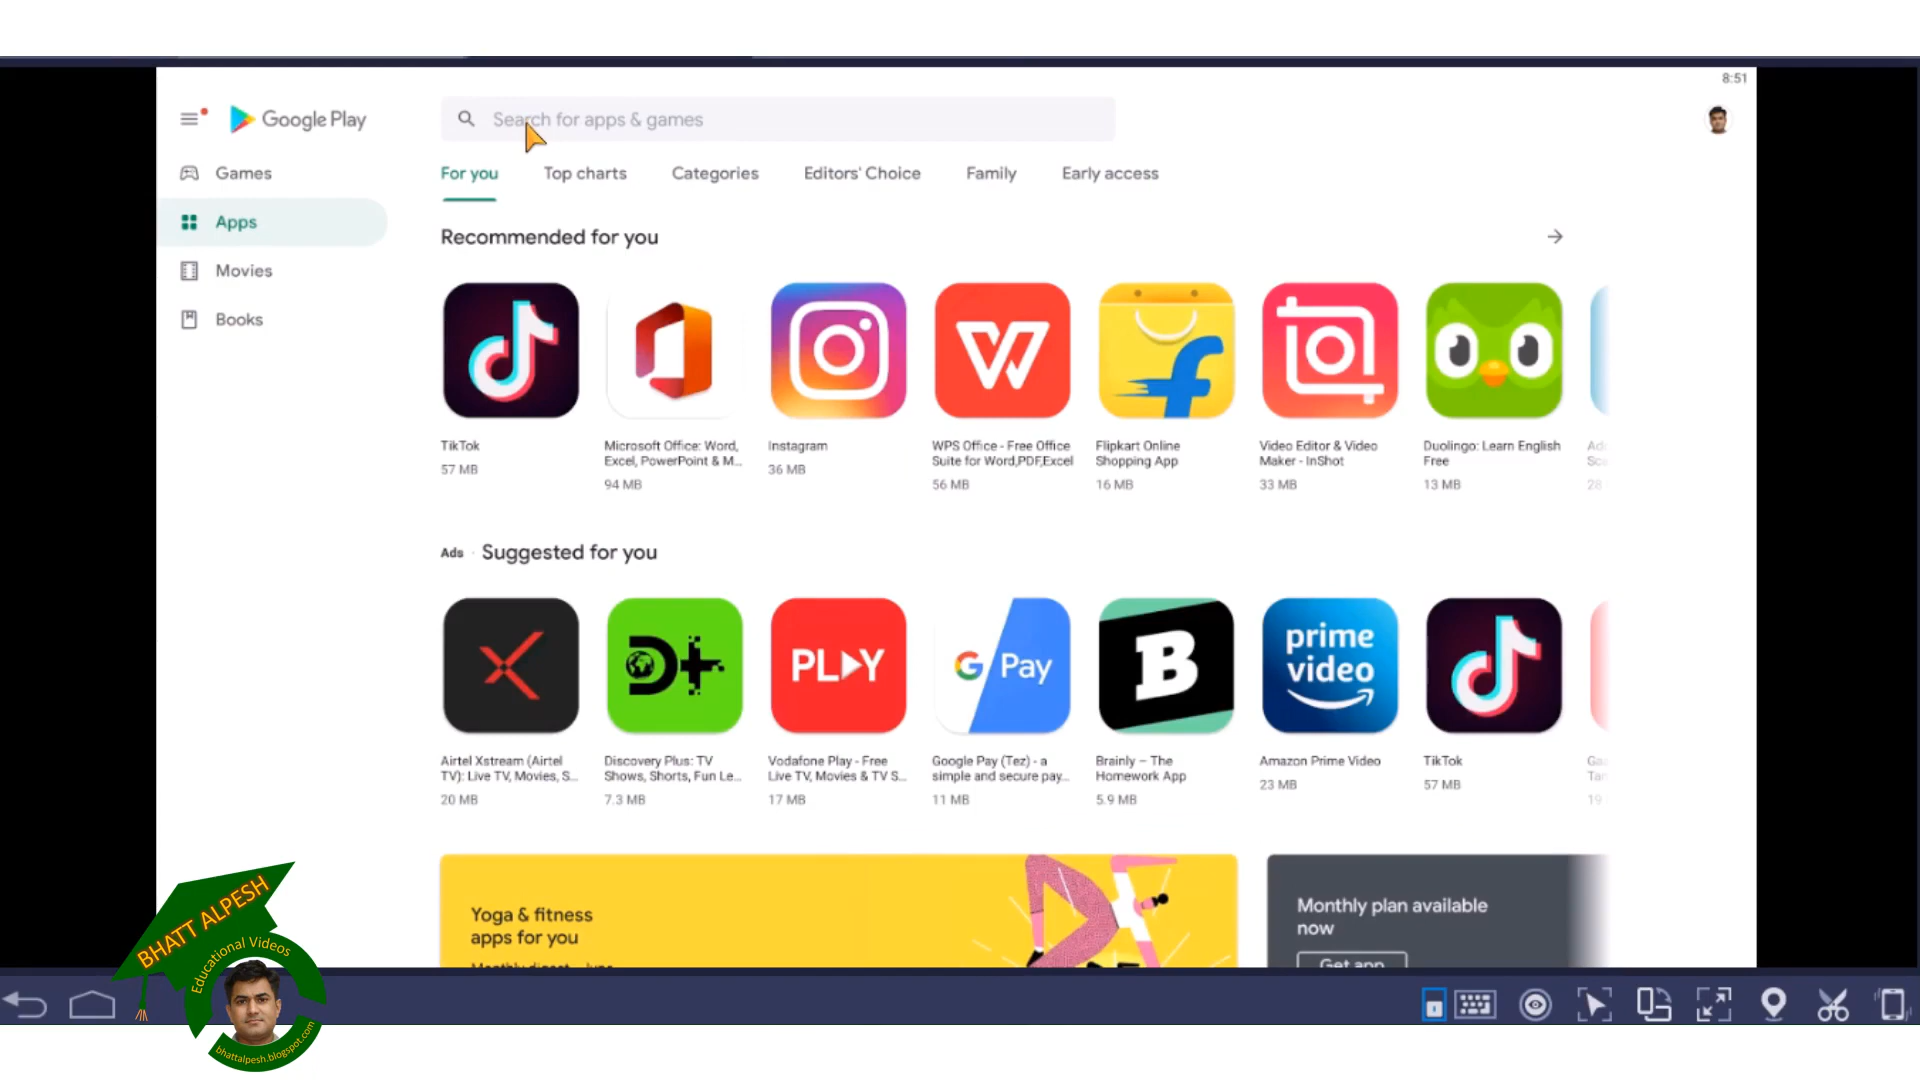 8:51
Google Play
Search for apps & games
Games
Apps
Movies
Books
For you
Top charts
Categories
Editors' Choice
Family
Early access
Recommended for you
TikTok
57 MB
Microsoft Office: Word,
Excel, PowerPoint & M...
94 MB
Instagram
36 MB
WPS Office - Free Office
Suite for Word,PDF,Excel
56 MB
Flipkart Online
Shopping App
16 MB
Video Editor & Video
Maker - InShot
33 MB
Duolingo: Learn English
Free
13 MB
28
Ads · Suggested for you
D+
PLAY
G Pay
B
prime
video
Airtel Xstream (Airtel
TV): Live TV, Movies, S...
20 MB
Discovery Plus: TV
Shows, Shorts, Fun Le...
7.3 MB
Vodafone Play - Free
Live TV, Movies & TV S...
17 MB
Google Pay (Tez) - a
simple and secure pay...
11 MB
Brainly – The
Homework App
5.9 MB
Amazon Prime Video
23 MB
TikTok
57 MB
19
Yoga & fitness
apps for you
Monthly plan available
now
Get app
BHATT ALPESH
Educational Videos
bhattalpesh.blogspot.com